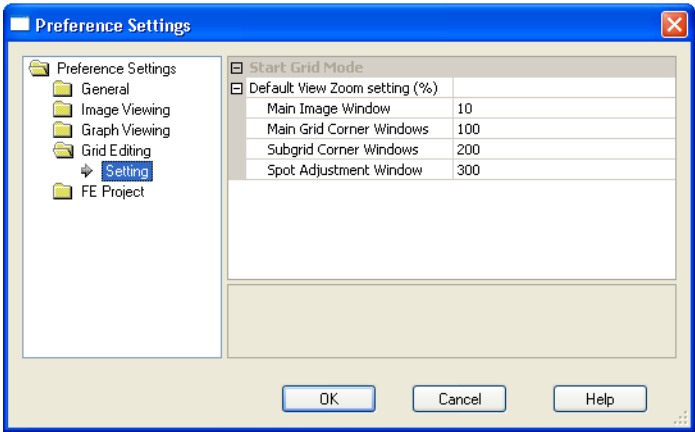 Preference Settings
Preference Settings
General
Image Viewing
Graph Viewing
Grid Editing
Setting
FE Project
Start Grid Mode
Default View Zoom setting (%)
Main Image Window 10
Main Grid Corner Windows 100
Subgrid Corner Windows 200
Spot Adjustment Window 300
OK Cancel Help